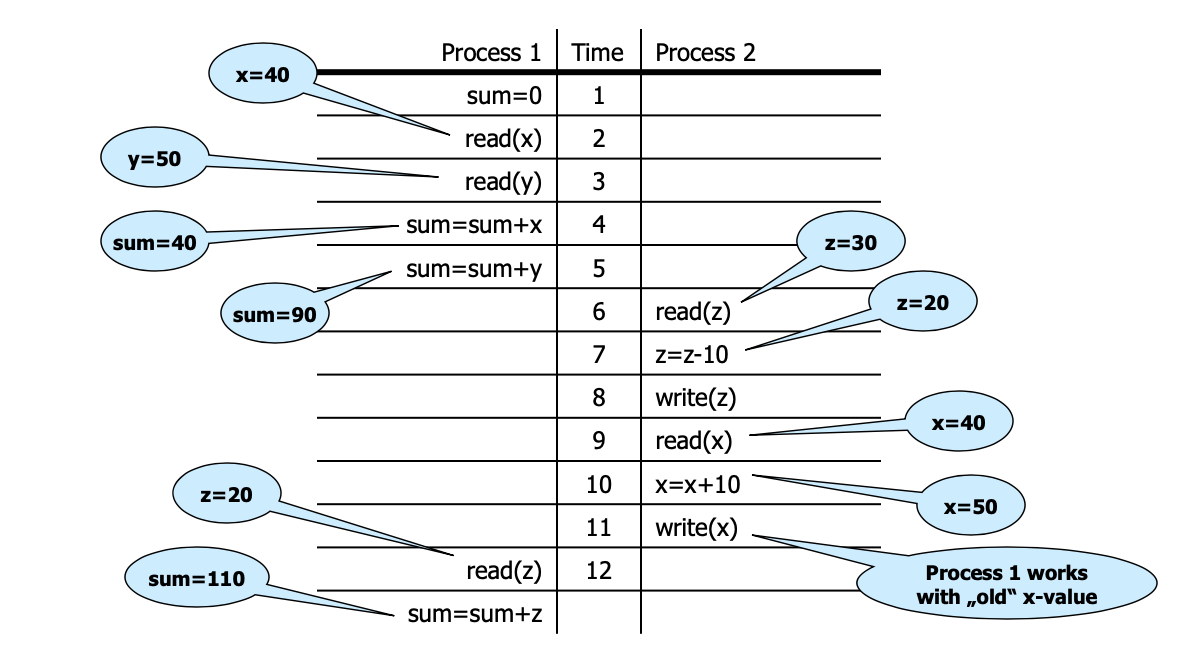 Process 1 Time Process 2
x=40
sum=0 1
read(x) 2
y=50
read(y) 3
sum=40
sum=sum+x 4
z=30
sum=sum+y 5
sum=90
6 read(z)
z=20
7 z=z-10
8 write(z)
x=40
9 read(x)
z=20
10 x=x+10
x=50
11 write(x)
read(z) 12
sum=110
Process 1 works
with „old“ x-value
sum=sum+z